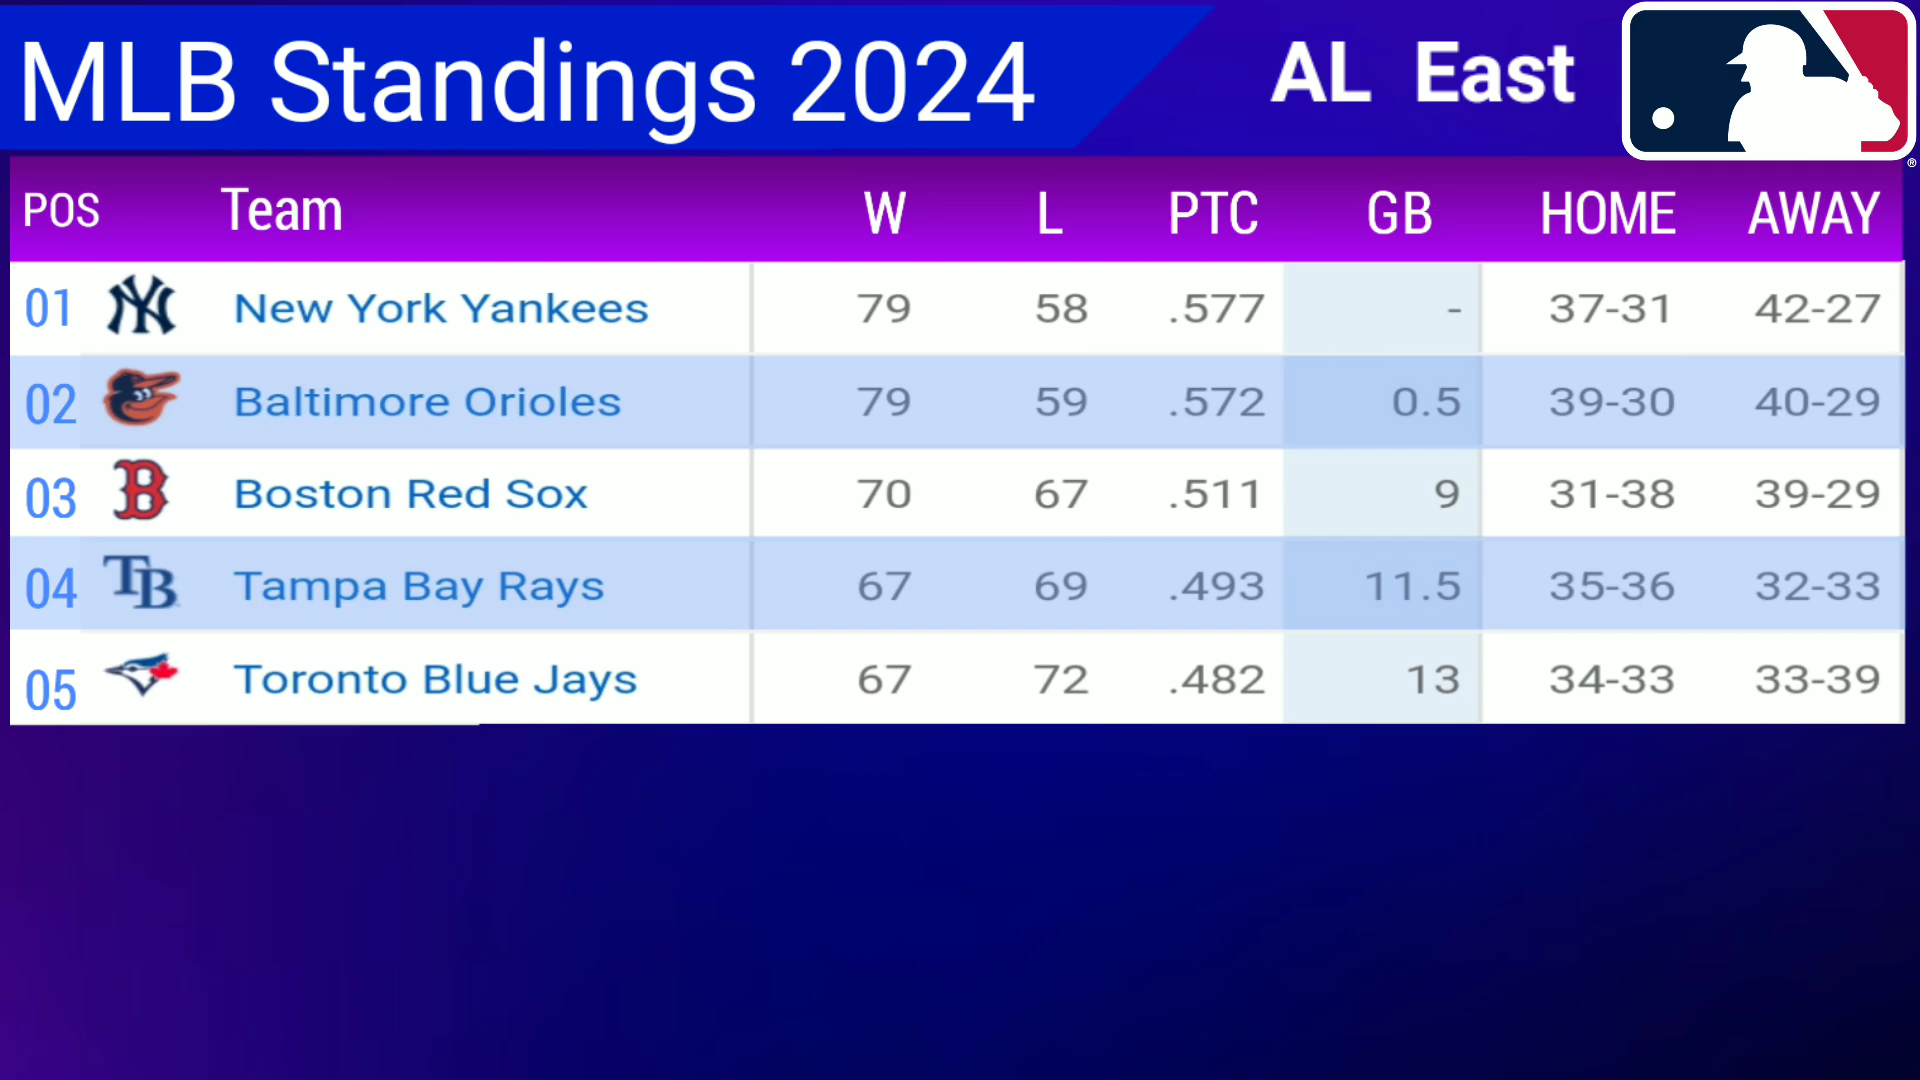 MLB Standings 2024 AL East
®
POS Team W L PTC GB HOME AWAY
01 NY New York Yankees 79 58 .577 - 37-31 42-27
02 Baltimore Orioles 79 59 .572 0.5 39-30 40-29
03 B Boston Red Sox 70 67 .511 9 31-38 39-29
04 TB Tampa Bay Rays 67 69 .493 11.5 35-36 32-33
05 Toronto Blue Jays 67 72 .482 13 34-33 33-39